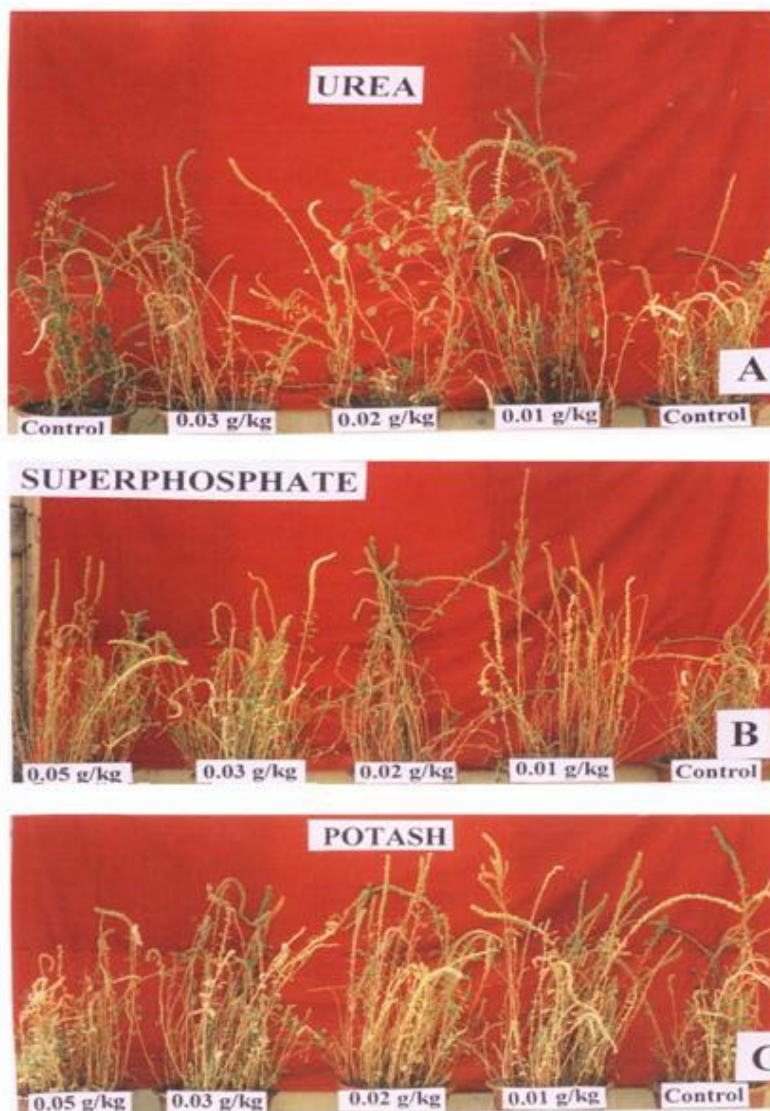 UREA
A
Control
0.03 g/kg
0.02 g/kg
0.01 g/kg
Control
SUPERPHOSPHATE
B
0.05 g/kg
0.03 g/kg
0.02 g/kg
0.01 g/kg
Control
POTASH
C
0.05 g/kg
0.03 g/kg
0.02 g/kg
0.01 g/kg
Control